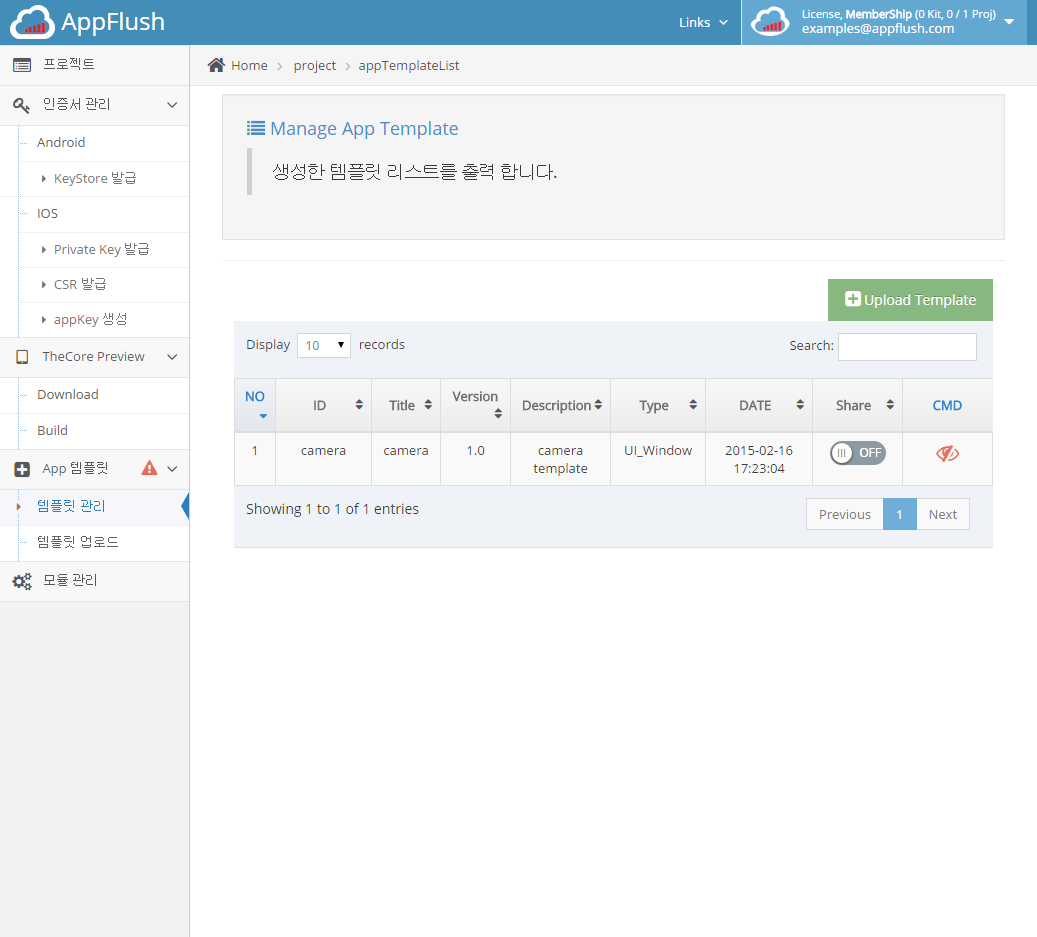 AppFlush
Links
License, MemberShip (0 Kit, 0 / 1 Proj)
examples@appflush.com
프로젝트
인증서 관리
Android
KeyStore 발급
IOS
Private Key 발급
CSR 발급
appKey 생성
TheCore Preview
Download
Build
App 템플릿
템플릿 관리
템플릿 업로드
모듈 관리
Home > project > appTemplateList
Manage App Template
생성한 템플릿 리스트를 출력 합니다.
Upload Template
Display 10 records
Search:
NO ID Title Version Description Type DATE Share CMD
1 camera camera 1.0 camera template UI_Window 2015-02-16 17:23:04 OFF
Showing 1 to 1 of 1 entries
Previous 1 Next